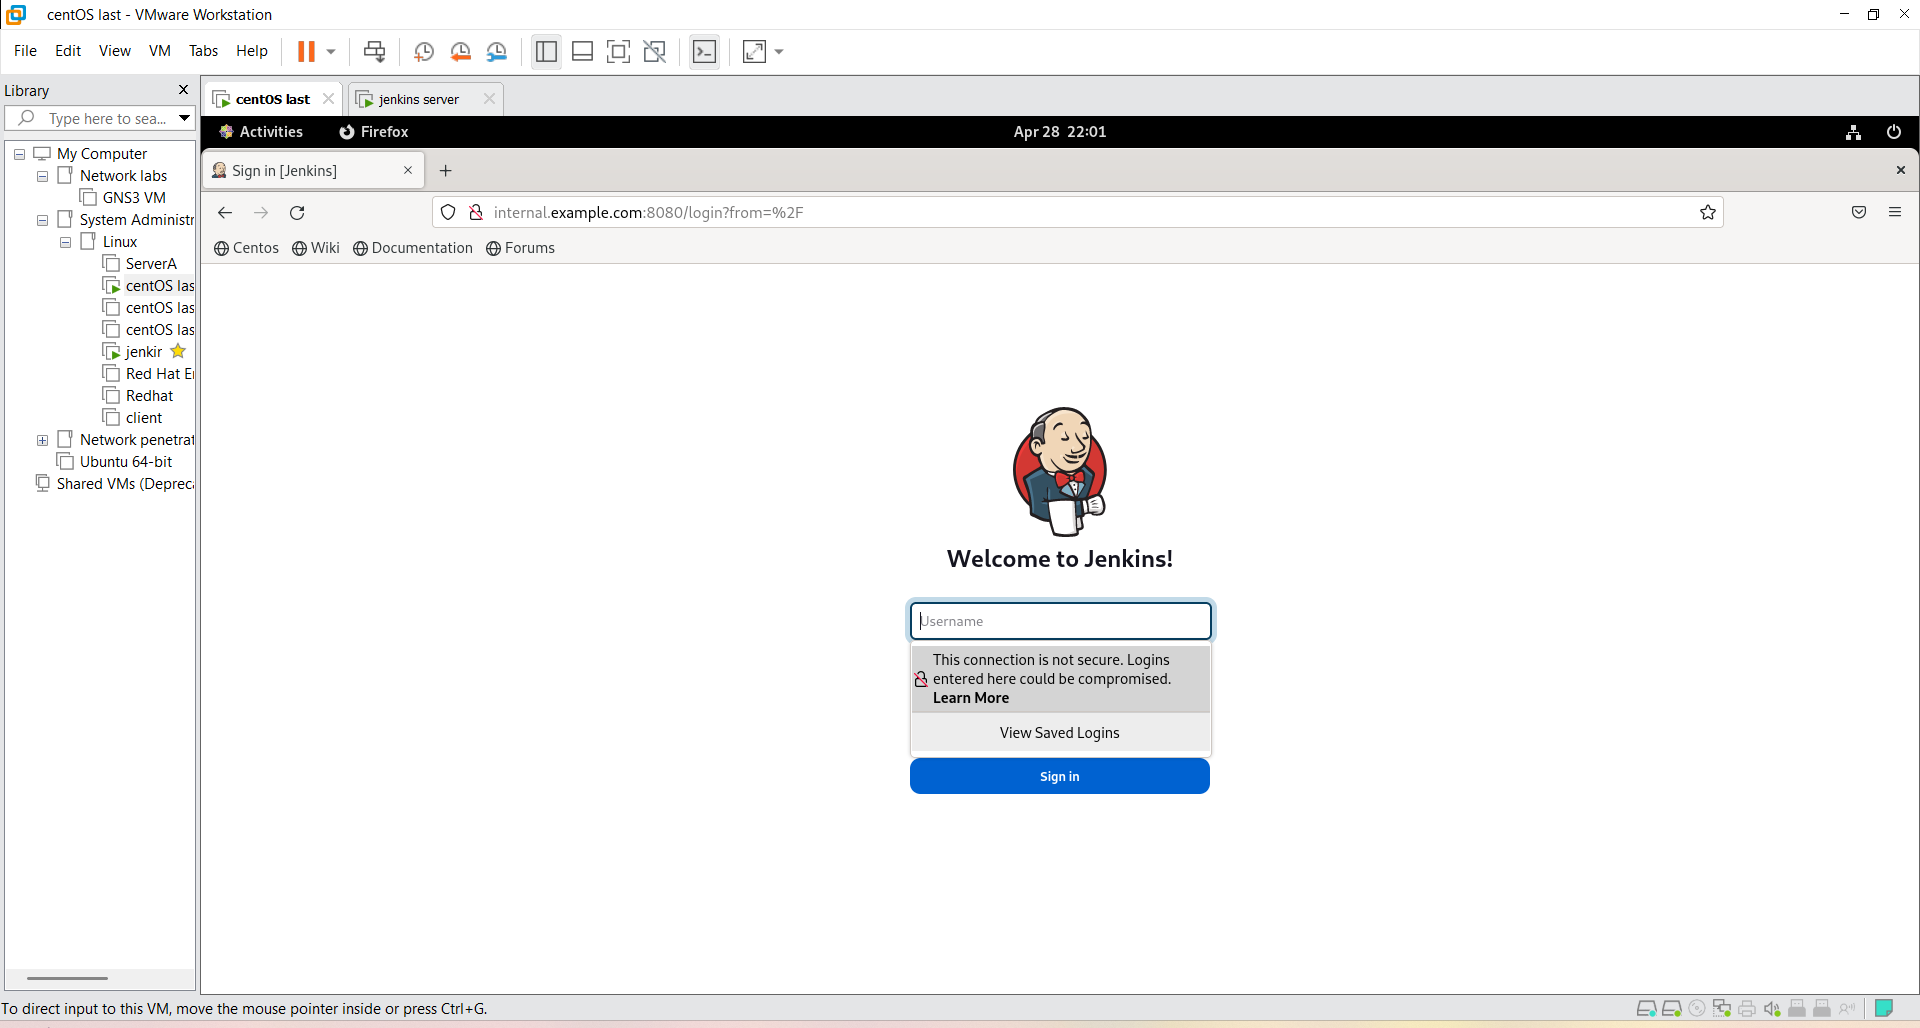 centOS last - VMware Workstation
File Edit View VM Tabs Help
Library
Type here to sea...
My Computer
Network labs
GNS3 VM
System Administr
Linux
ServerA
centOS las
centOS las
centOS las
jenkir
Red Hat E
Redhat
client
Network penetrat
Ubuntu 64-bit
Shared VMs (Depreca
centOS last
jenkins server
Activities
Firefox
Apr 28 22:01
Sign in [Jenkins]
internal.example.com:8080/login?from=%2F
Centos Wiki Documentation Forums
Welcome to Jenkins!
Username
This connection is not secure. Logins
entered here could be compromised.
Learn More
View Saved Logins
Sign in
To direct input to this VM, move the mouse pointer inside or press Ctrl+G.